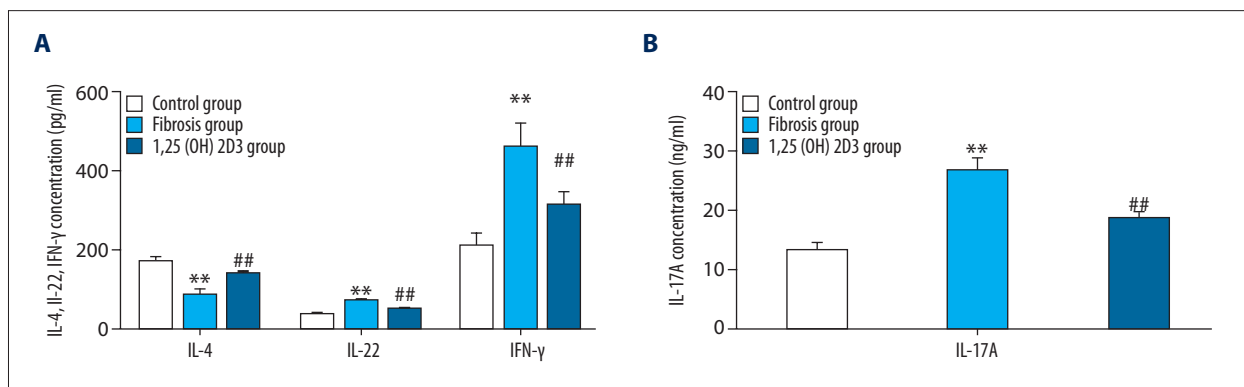 A
IL-4, Il-22, IFN-γ concentration (pg/ml)
600
400
200
0
Control group
Fibrosis group
1,25 (OH) 2D3 group
**
##
**
##
**
##
IL-4
IL-22
IFN-γ
B
IL-17A concentration (ng/ml)
40
30
20
10
0
Control group
Fibrosis group
1,25 (OH) 2D3 group
**
##
IL-17A